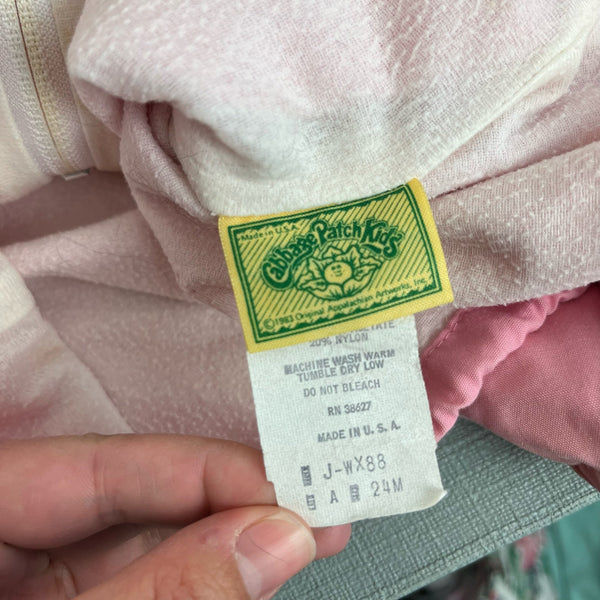 Made in U.S.A.
Cabbage Patch Kids
© 1983 Original Appalachian Artworks, Inc.
20% NYLON
MACHINE WASH WARM
TUMBLE DRY LOW
DO NOT BLEACH
RN 38627
MADE IN U.S.A.
J-WX88
A 24M